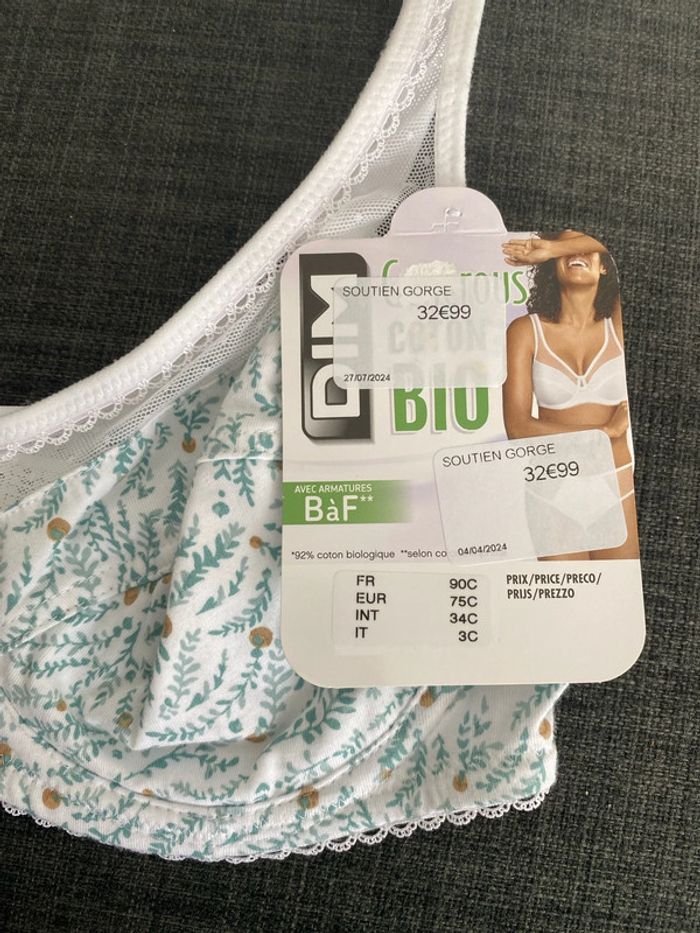 DIM
SOUTIEN GORGE
32€99
27/07/2024
COTON
BIO
SOUTIEN GORGE
32€99
04/04/2024
AVEC ARMATURES
BàF**
*92% coton biologique **selon co
FR 90C
EUR 75C
INT 34C
IT 3C
PRIX/PRICE/PRECO/
PRIJS/PREZZO